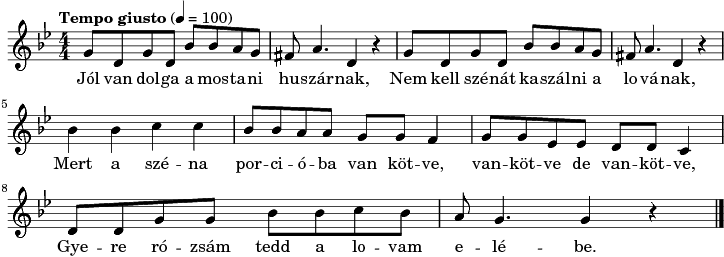 Tempo giusto (♩ = 100)
Jól van dolga a mostani huszárnak, Nem kell szénát kaszálni a lovának,
5
Mert a szé – na por – ci – ó – ba van köt – ve, van – köt – ve de van – köt – ve,
8
Gye – re ró – zsám tedd a lo – vam e – lé – be.